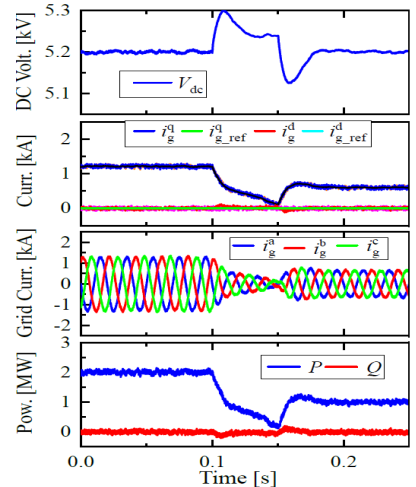 DC Volt. [kV]
5.3
5.2
5.1
V_dc
Curr. [kA]
2
1
0
i_g^q i_g_ref^q i_g^d i_g_ref^d
Grid Curr. [kA]
2
1
0
-1
-2
i_g^a i_g^b i_g^c
Pow. [MW]
3
2
1
0
P Q
0.0 0.1 0.2
Time [s]